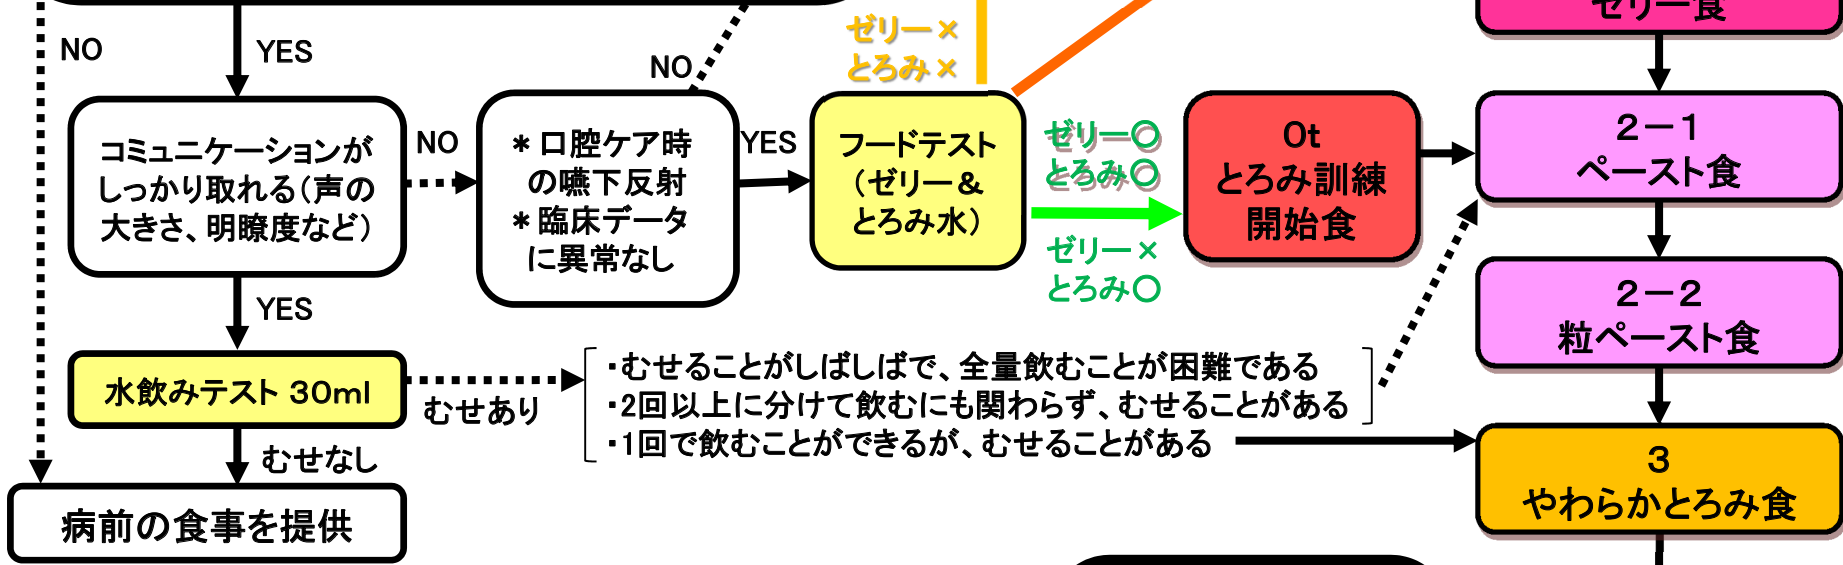 ゼリー食
NO
YES
NO
ゼリー×
とろみ×
コミュニケーションが
しっかり取れる（声の
大きさ、明瞭度など）
NO
＊口腔ケア時
の嚥下反射
＊臨床データ
に異常なし
YES
フードテスト
（ゼリー＆
とろみ水）
ゼリー〇
とろみ〇
ゼリー×
とろみ〇
0t
とろみ訓練
開始食
２－１
ペースト食
２－２
粒ペースト食
YES
水飲みテスト 30ml
むせあり
・むせることがしばしばで、全量飲むことが困難である
・2回以上に分けて飲むにも関わらず、むせることがある
・1回で飲むことができるが、むせることがある
３
やわらかとろみ食
むせなし
病前の食事を提供